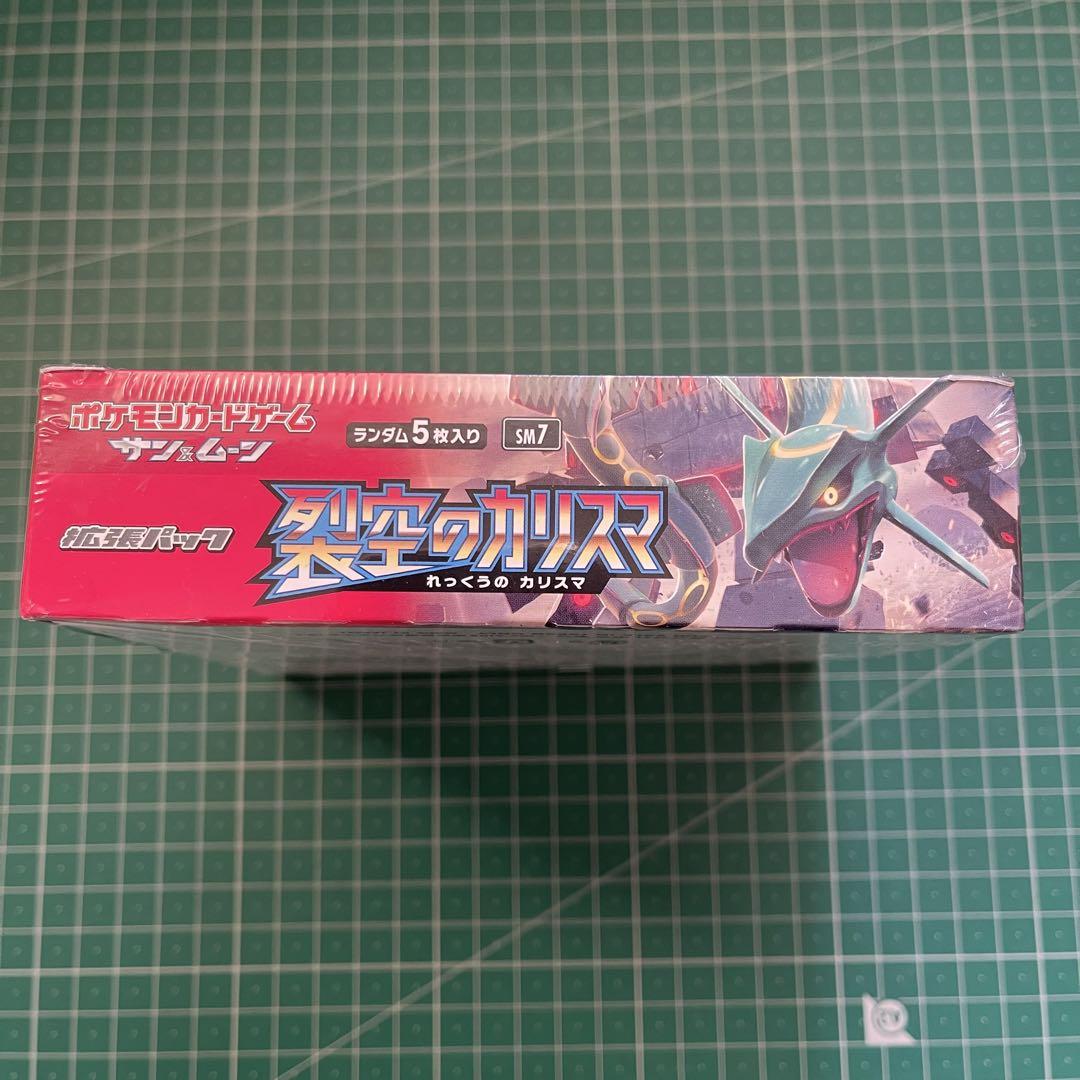 ポケモンカードゲーム
サン&ムーン
ランダム5枚入り
SM7
拡張パック
裂空のカリスマ
れっくうの カリスマ